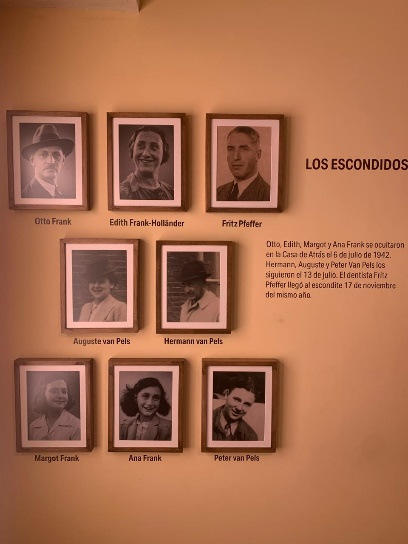 LOS ESCONDIDOS
Otto Frank
Edith Frank-Holländer
Fritz Pfeffer
Otto, Edith, Margot y Ana Frank se ocultaron
en la Casa de Atrás el 6 de julio de 1942.
Hermann, Auguste y Peter Van Pels los
siguieron el 13 de julio. El dentista Fritz
Pfeffer llegó al escondite 17 de noviembre
del mismo año.
Auguste van Pels
Hermann van Pels
Margot Frank
Ana Frank
Peter van Pels